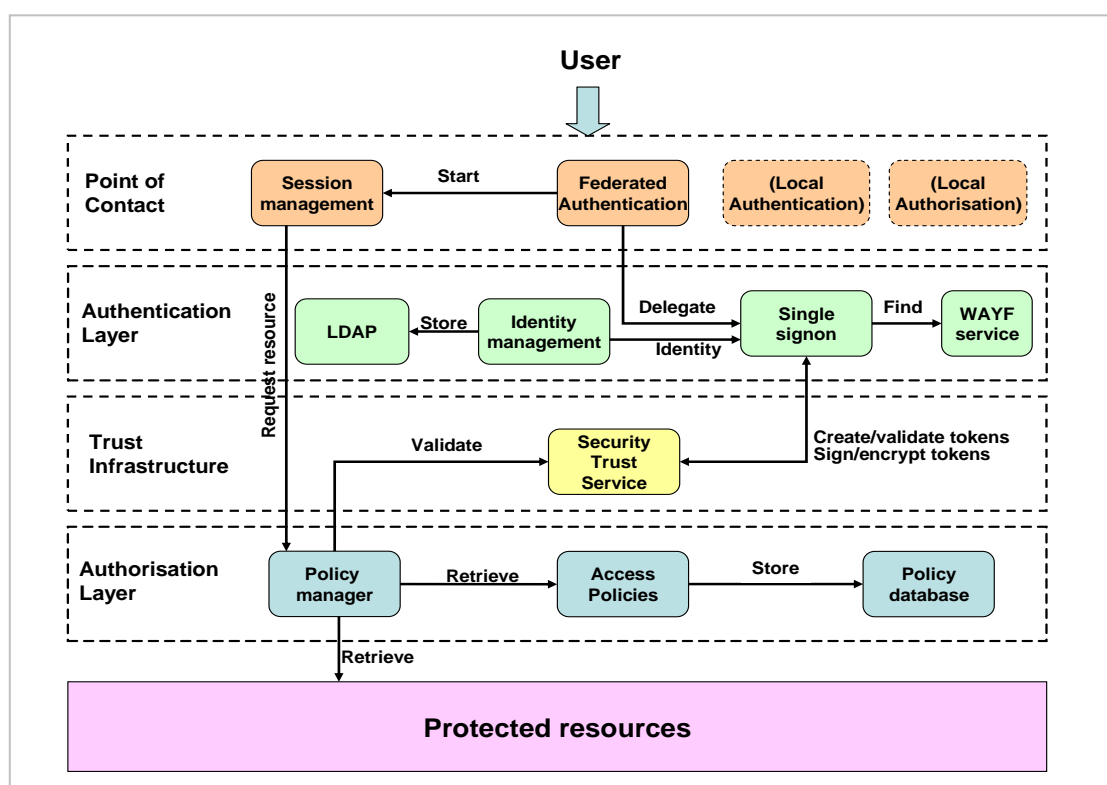 User
Point of
Contact
Session
management
Start
Federated
Authentication
(Local
Authentication)
(Local
Authorisation)
Request resource
Authentication
Layer
LDAP
Store
Identity
management
Delegate
Identity
Single
signon
Find
WAYF
service
Trust
Infrastructure
Validate
Security
Trust
Service
Create/validate tokens
Sign/encrypt tokens
Authorisation
Layer
Policy
manager
Retrieve
Access
Policies
Store
Policy
database
Retrieve
Protected resources